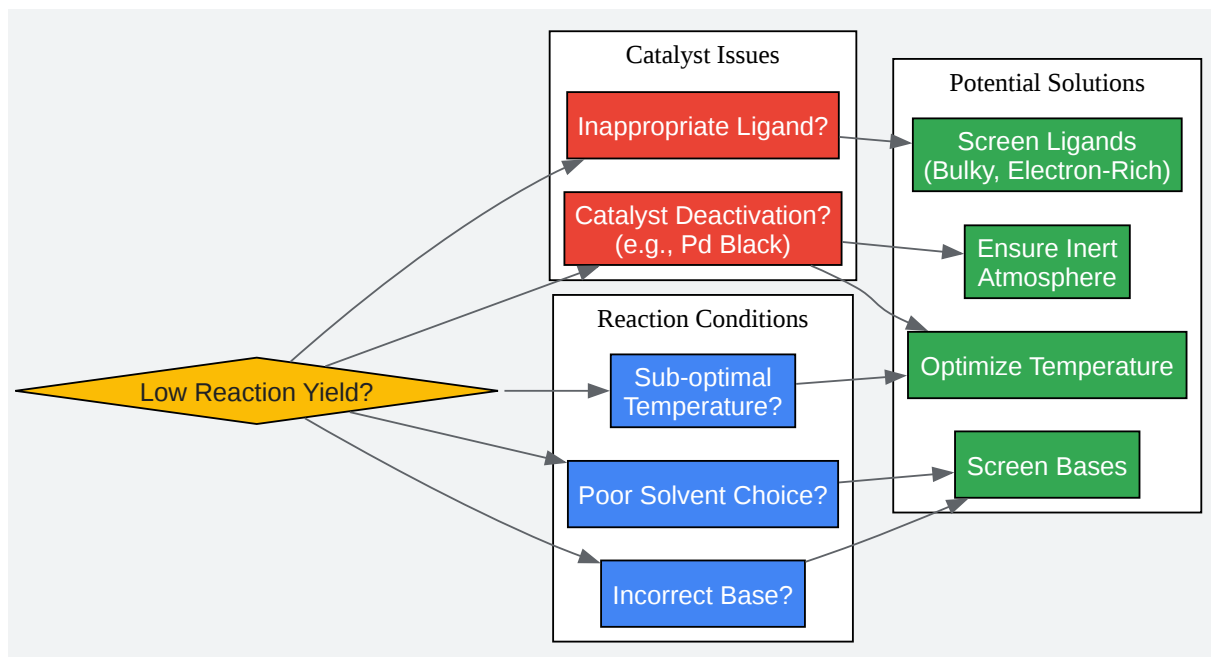 Low Reaction Yield?
Catalyst Issues
Inappropriate Ligand?
Catalyst Deactivation?
(e.g., Pd Black)
Reaction Conditions
Sub-optimal
Temperature?
Poor Solvent Choice?
Incorrect Base?
Potential Solutions
Screen Ligands
(Bulky, Electron-Rich)
Ensure Inert
Atmosphere
Optimize Temperature
Screen Bases